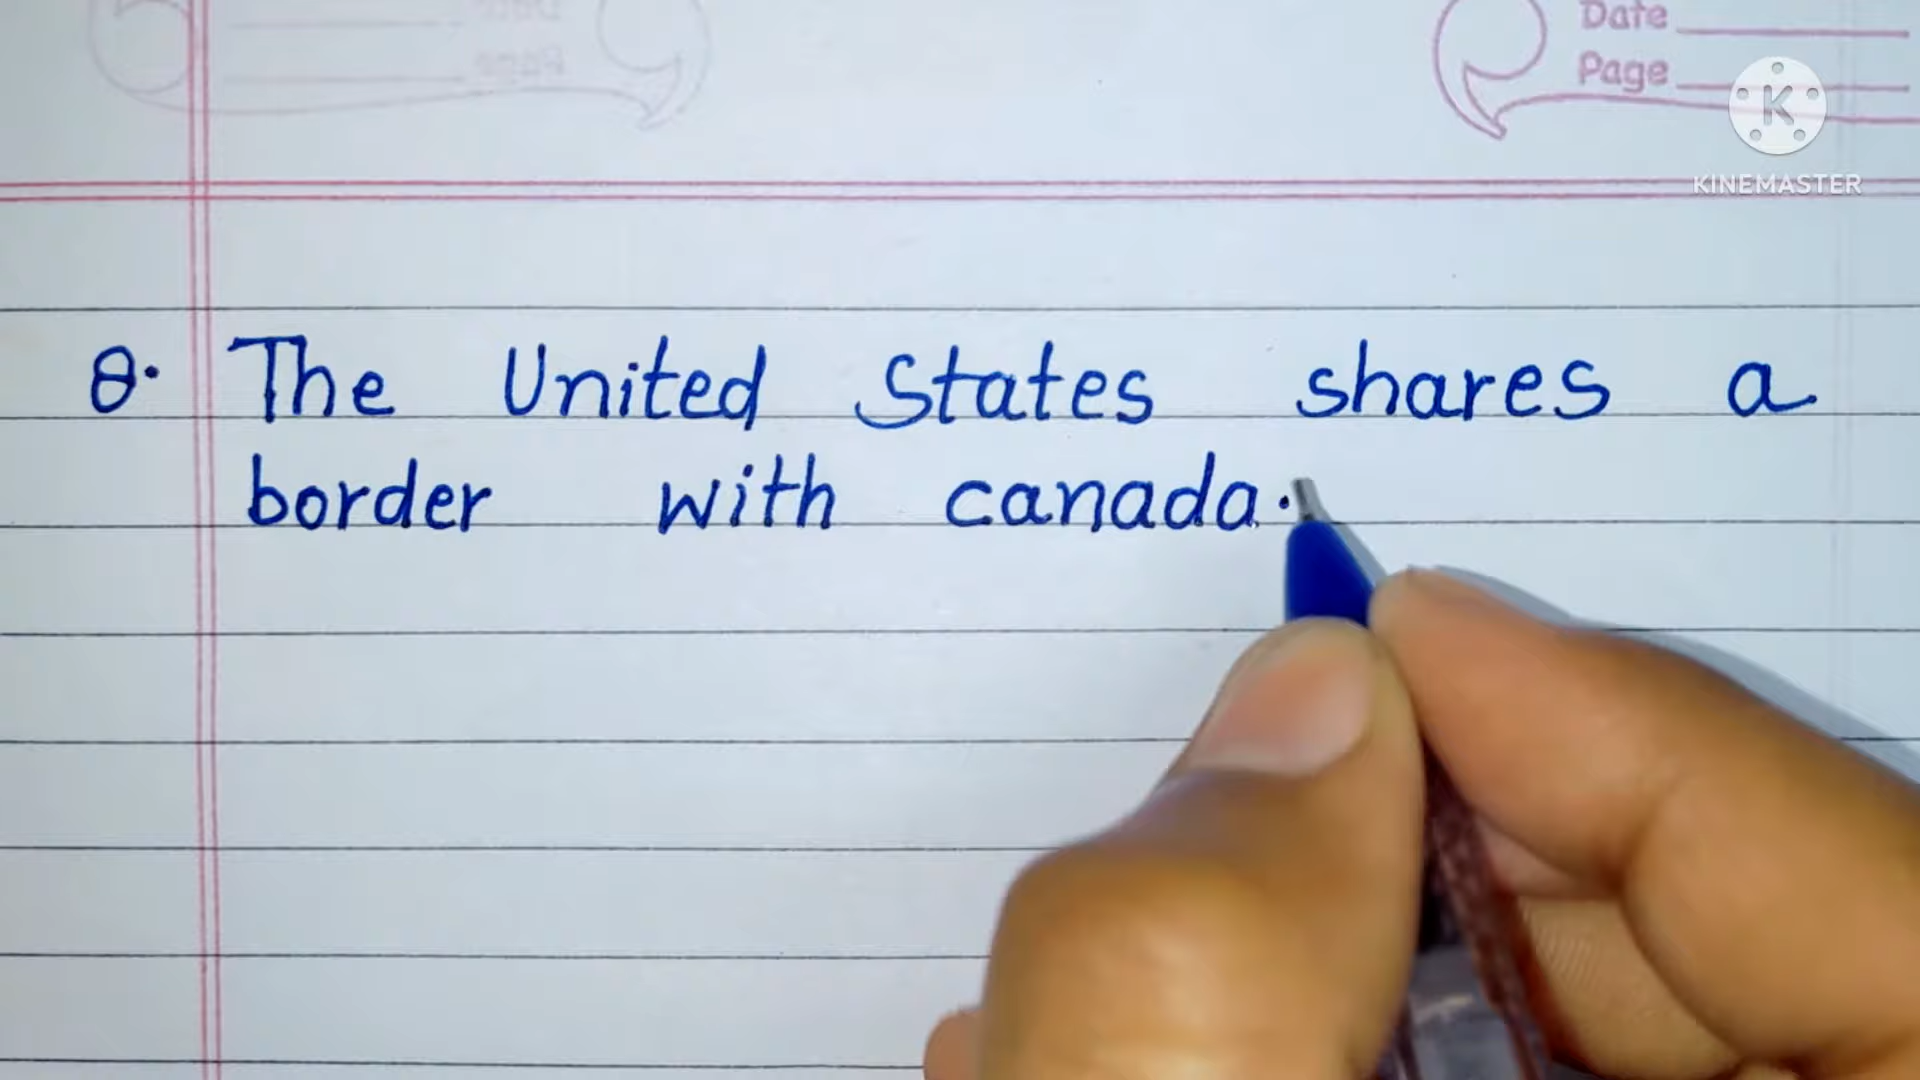 Date
Page
KINEMASTER
8. The United States shares a
border with canada.